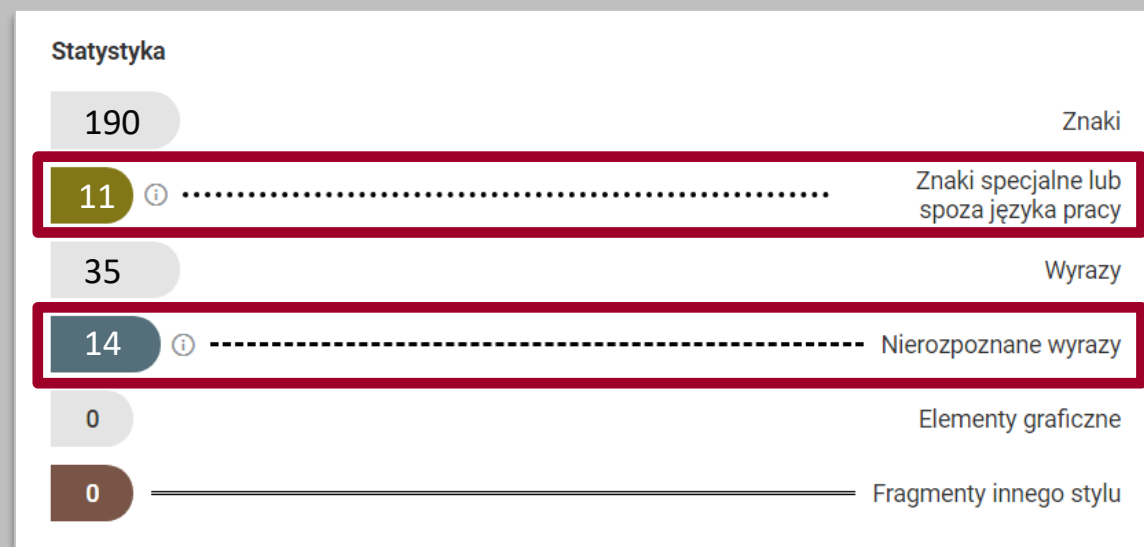 Statystyka
190 Znaki
11 Znaki specjalne lub
spoza języka pracy
35 Wyrazy
14 Nierozpoznane wyrazy
0 Elementy graficzne
0 Fragmenty innego stylu